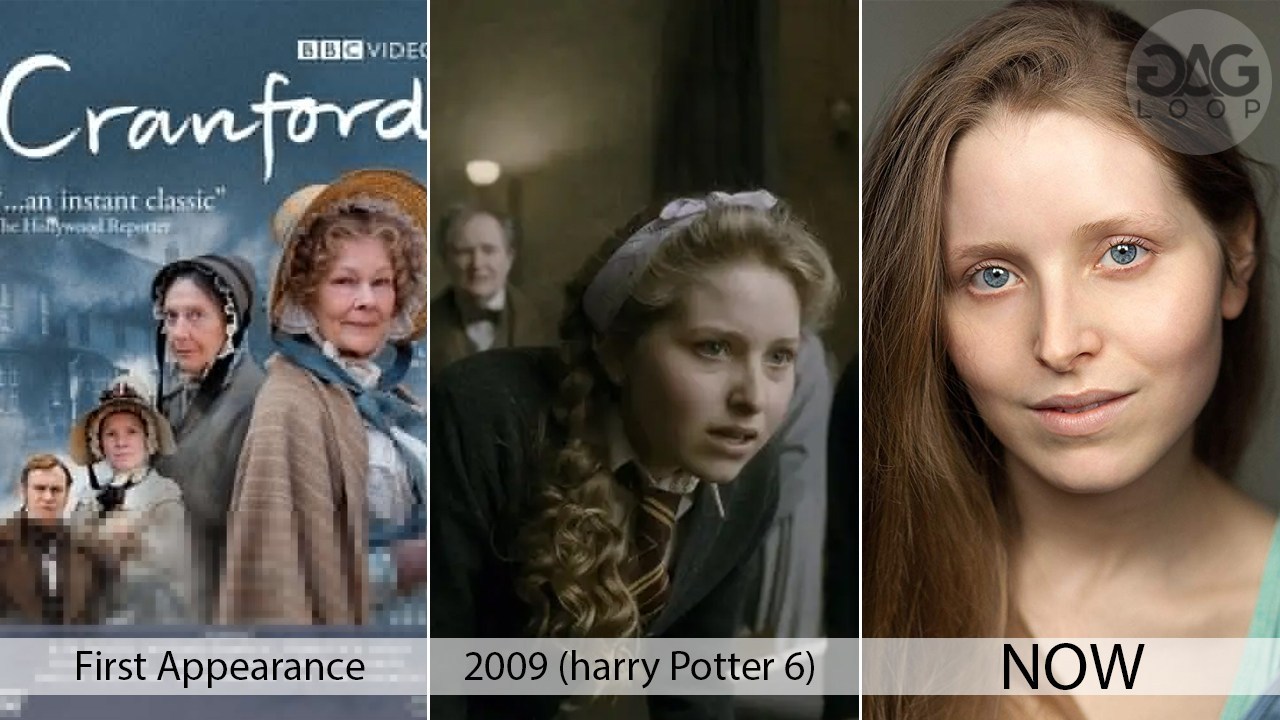 BBC VIDEO
Cranford
"...an instant classic"
The Hollywood Reporter
GAG
LOOP
First Appearance
2009 (harry Potter 6)
NOW